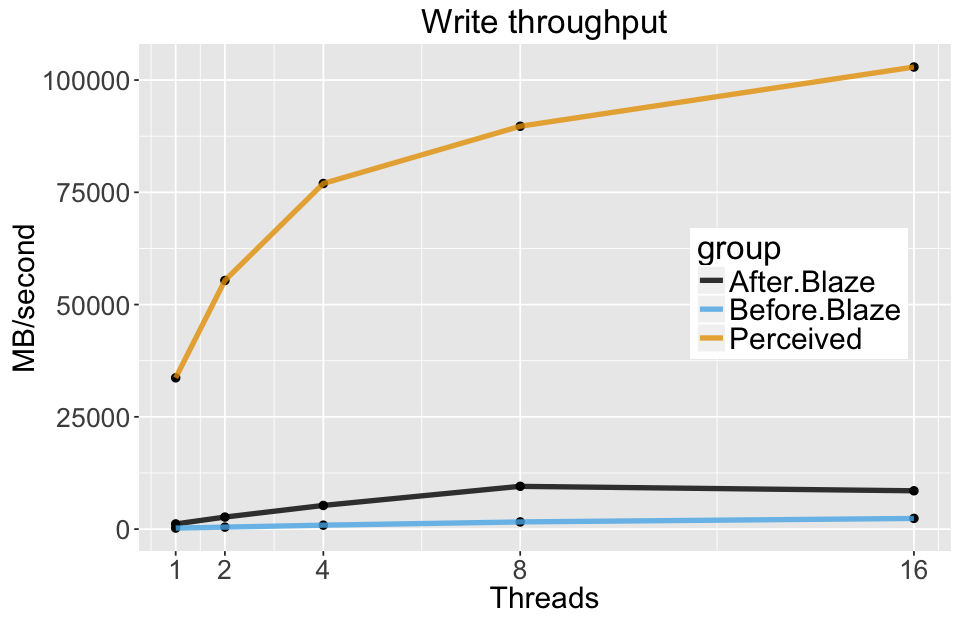 Write throughput
MB/second
100000
75000
50000
25000
0
group
After.Blaze
Before.Blaze
Perceived
1 2 4 8 16
Threads